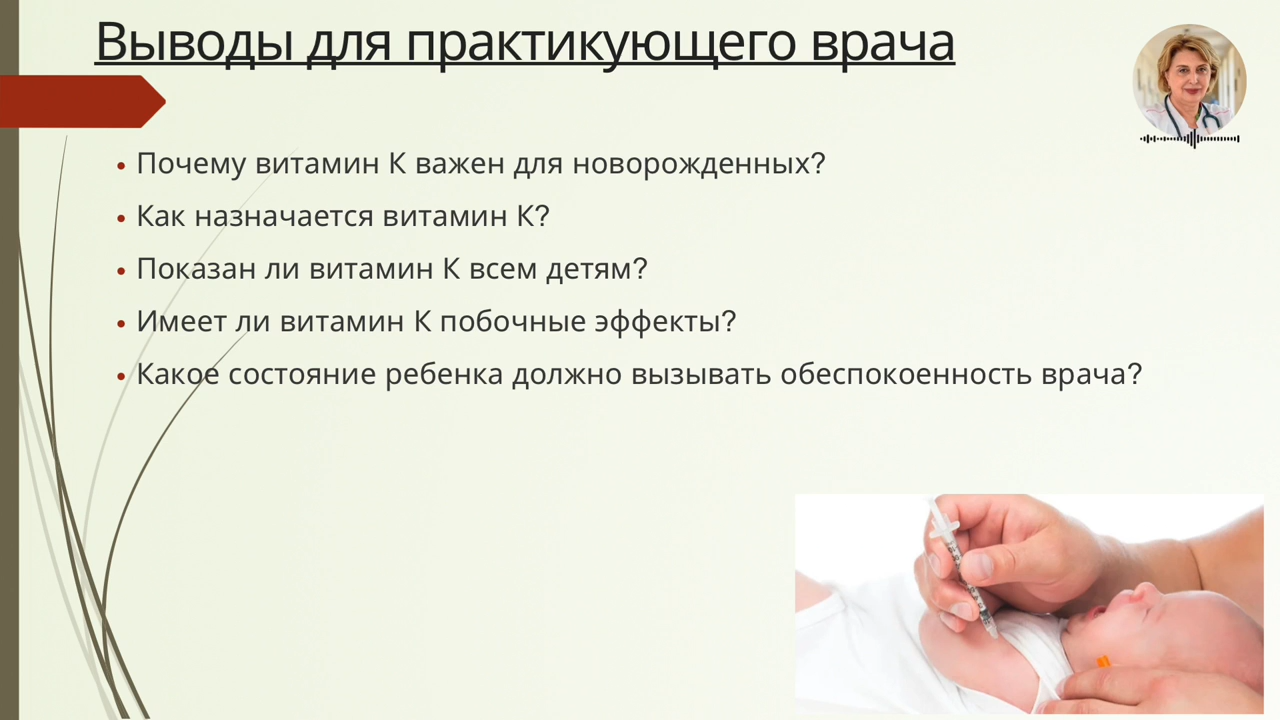 Выводы для практикующего врача
• Почему витамин К важен для новорожденных?
• Как назначается витамин К?
• Показан ли витамин К всем детям?
• Имеет ли витамин К побочные эффекты?
• Какое состояние ребенка должно вызывать обеспокоенность врача?